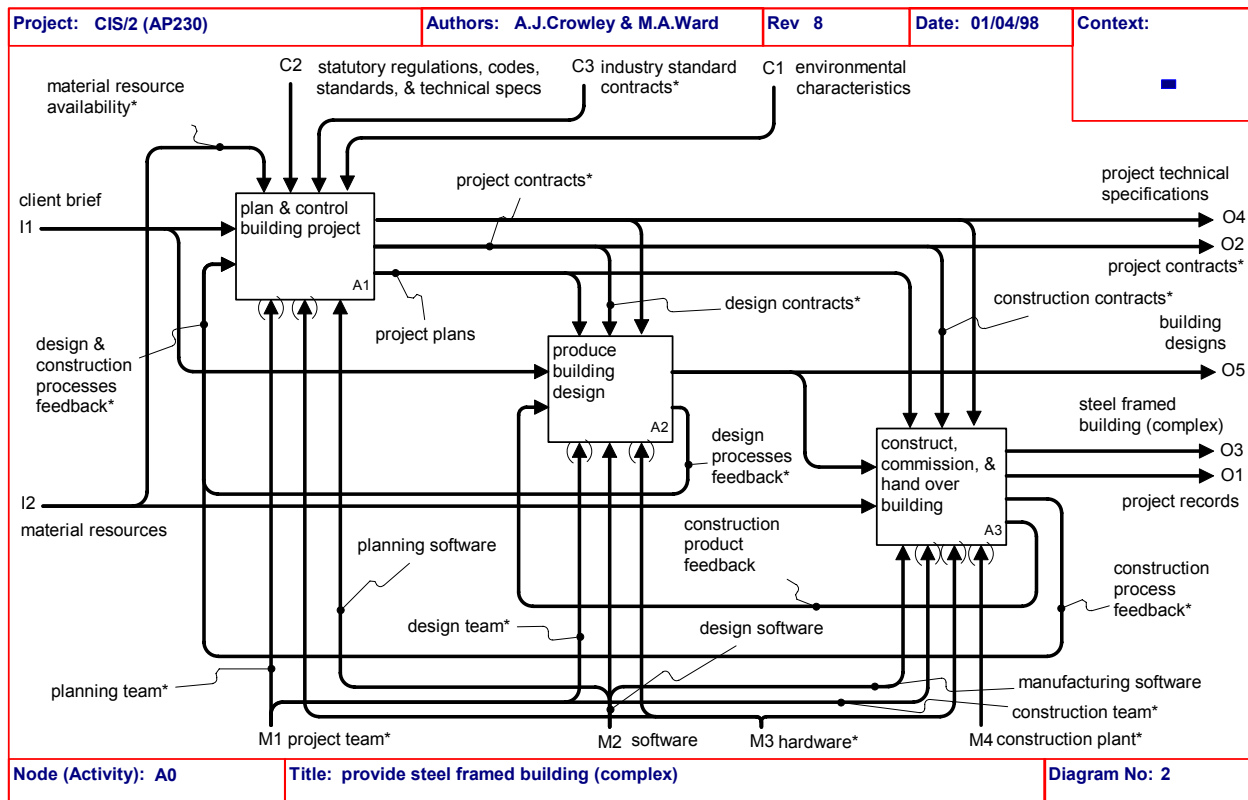 Project: CIS/2 (AP230)
Authors: A.J.Crowley & M.A.Ward
Rev 8
Date: 01/04/98
Context:
material resource
availability*
C2
statutory regulations, codes,
standards, & technical specs
C3
industry standard
contracts*
C1
environmental
characteristics
client brief
I1
plan & control
building project
A1
project contracts*
project technical
specifications
O4
O2
project contracts*
design contracts*
construction contracts*
project plans
building
designs
O5
design &
construction
processes
feedback*
produce
building
design
A2
design
processes
feedback*
steel framed
building (complex)
O3
O1
project records
construct,
commission, &
hand over
building
A3
I2
material resources
planning software
construction
product
feedback
construction
process
feedback*
design team*
design software
planning team*
manufacturing software
construction team*
M1 project team*
M2 software
M3 hardware*
M4 construction plant*
Node (Activity): A0
Title: provide steel framed building (complex)
Diagram No: 2